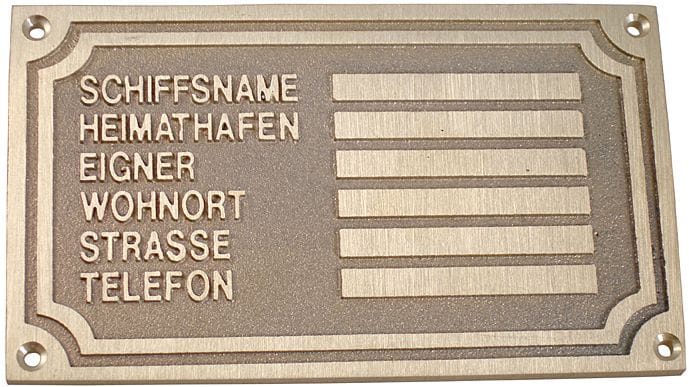 SCHIFFSNAME
HEIMATHAFEN
EIGNER
WOHNORT
STRASSE
TELEFON